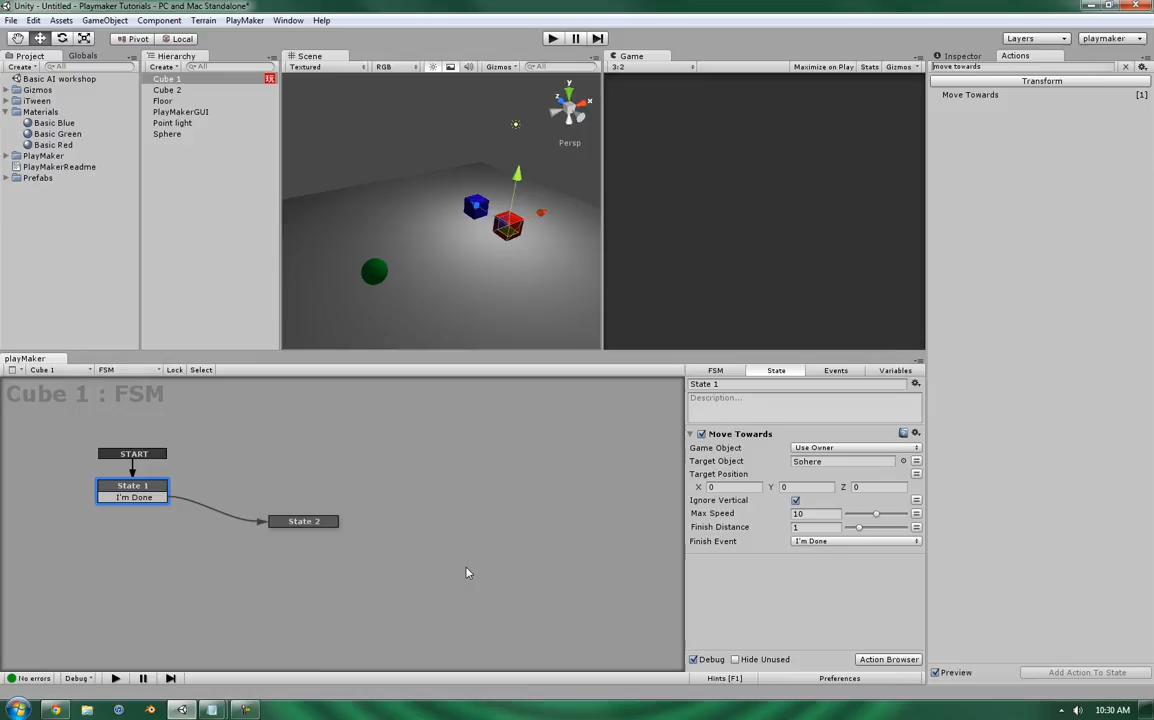 Unity - Untitled - Playmaker Tutorials - PC and Mac Standalone*
File Edit Assets GameObject Component Terrain PlayMaker Window Help
Pivot Local Layers playmaker
Project Globals Hierarchy Scene Game Inspector Actions
Create All Create All Textured RGB Gizmos All 3:2 Maximize on Play Stats Gizmos move towards
Basic AI workshop Cube 1 玩 Transform
Gizmos Cube 2 Move Towards [1]
iTween Floor
Materials PlayMakerGUI
Basic Blue Point light
Basic Green Sphere
Basic Red
PlayMaker
PlayMakerReadme
Prefabs
y
x
z
Persp
playMaker
Cube 1 FSM Lock Select FSM State Events Variables
Cube 1 : FSM
State 1
Description...
START
State 1
I'm Done
State 2
Move Towards
Game Object Use Owner
Target Object Sphere
Target Position
X 0 Y 0 Z 0
Ignore Vertical
Max Speed 10
Finish Distance 1
Finish Event I'm Done
Debug Hide Unused Action Browser
Preview Add Action To State
No errors Debug Hints [F1] Preferences
10:30 AM